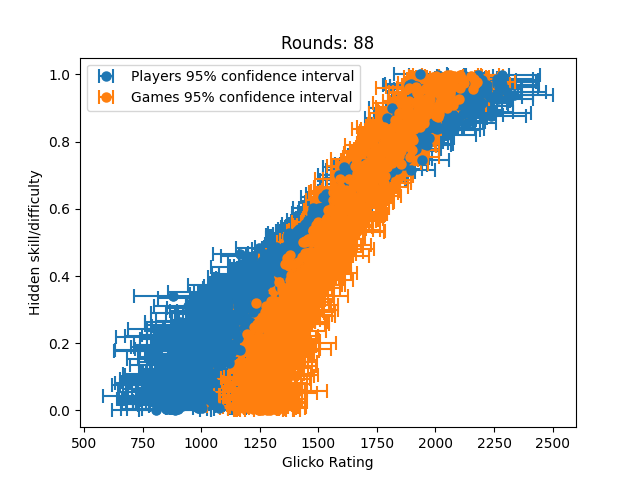 Rounds: 88
Players 95% confidence interval
Games 95% confidence interval
1.0
0.8
0.6
0.4
0.2
0.0
Hidden skill/difficulty
500 750 1000 1250 1500 1750 2000 2250 2500
Glicko Rating